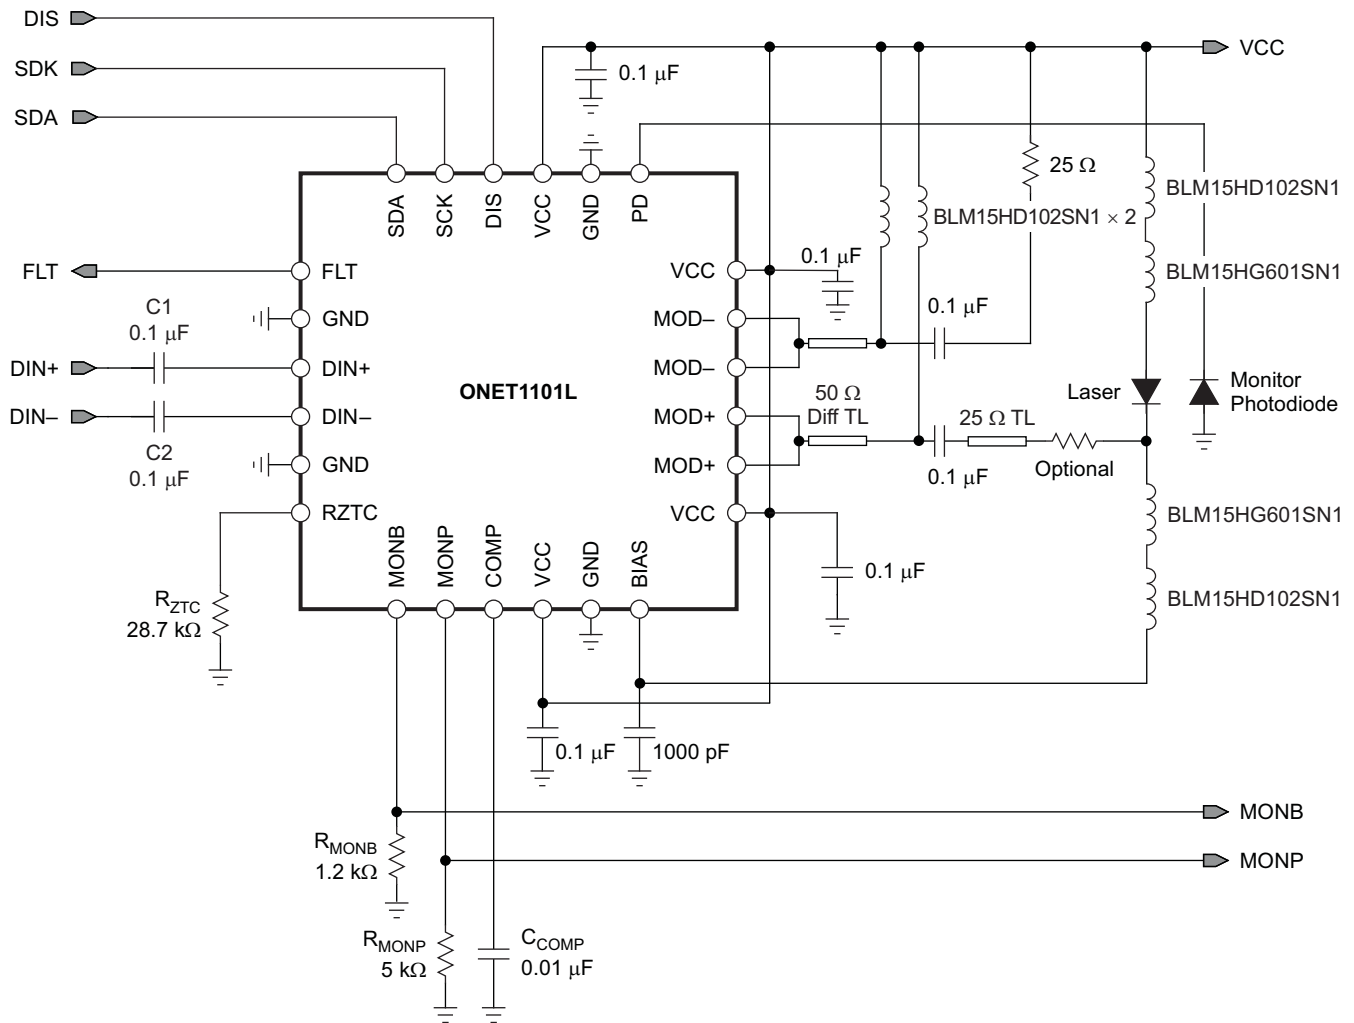 DIS
SDK
SDA
VCC
0.1 μF
25 Ω
BLM15HD102SN1
BLM15HD102SN1 × 2
BLM15HG601SN1
SDA
SCK
DIS
VCC
GND
PD
FLT
FLT
VCC
0.1 μF
C1
0.1 μF
GND
MOD–
0.1 μF
DIN+
DIN+
ONET1101L
MOD–
Laser
Monitor
Photodiode
50 Ω
Diff TL
25 Ω TL
DIN–
DIN–
MOD+
C2
0.1 μF
GND
MOD+
0.1 μF
Optional
RZTC
VCC
BLM15HG601SN1
MONB
MONP
COMP
VCC
GND
BIAS
0.1 μF
BLM15HD102SN1
RZTC
28.7 kΩ
0.1 μF
1000 pF
MONB
RMONB
1.2 kΩ
MONP
RMONP
5 kΩ
CCOMP
0.01 μF